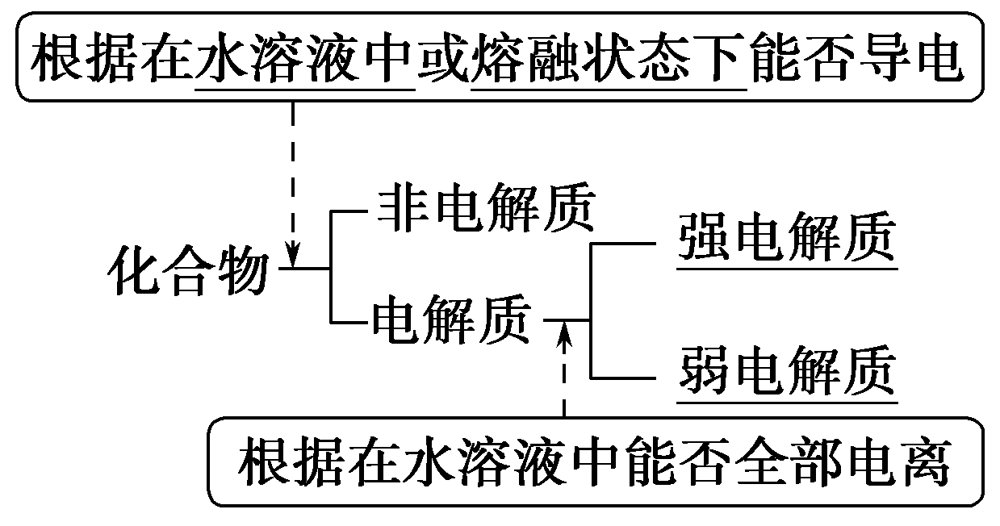 根据在水溶液中或熔融状态下能否导电
非电解质
强电解质
化合物
电解质
弱电解质
根据在水溶液中能否全部电离